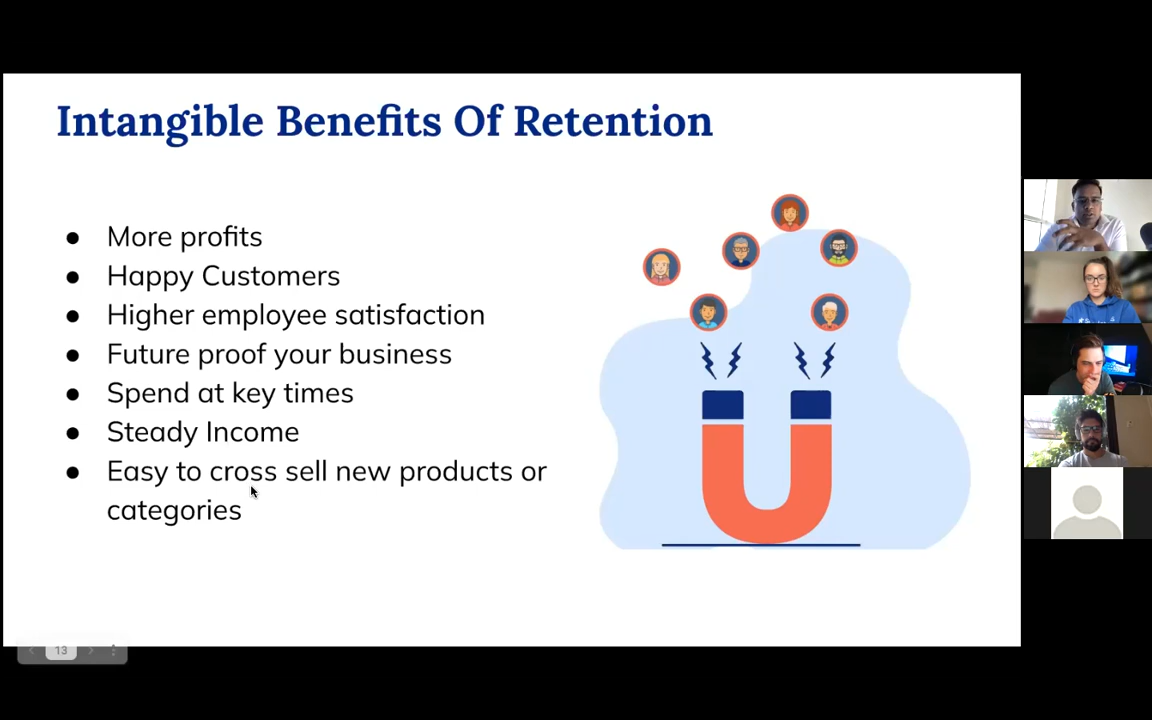 Intangible Benefits Of Retention
● More profits
● Happy Customers
● Higher employee satisfaction
● Future proof your business
● Spend at key times
● Steady Income
● Easy to cross sell new products or
categories
13